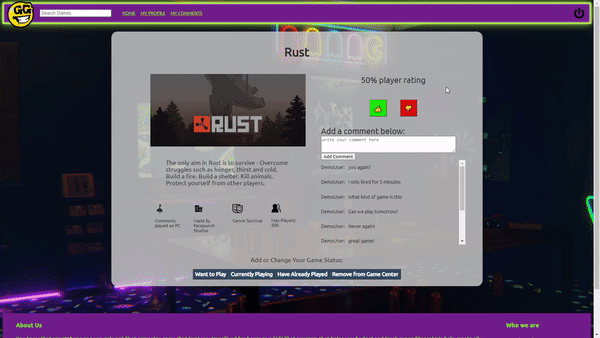 GG
Search Games
HOME
MY PROFILE
MY COMMENTS
Rust
RUST
50% player rating
Add a comment below:
write your comment here
Add Comment
The only aim in Rust is to survive - Overcome
struggles such as hunger, thirst and cold.
Build a fire. Build a shelter. Kill animals.
Protect yourself from other players.
Commonly
played on PC
Made by:
Facepunch
Studios
Genre: Survival
Max Players:
500
DemoUser: you again?
DemoUser: I only lived for 5 minutes
DemoUser: What kind of game is this
DemoUser: Can we play tomorrow?
DemoUser: Never again!
DemoUser: great game!
Add or Change Your Game Status:
Want to Play
Currently Playing
Have Already Played
Remove from Game Center
About Us
Who we are